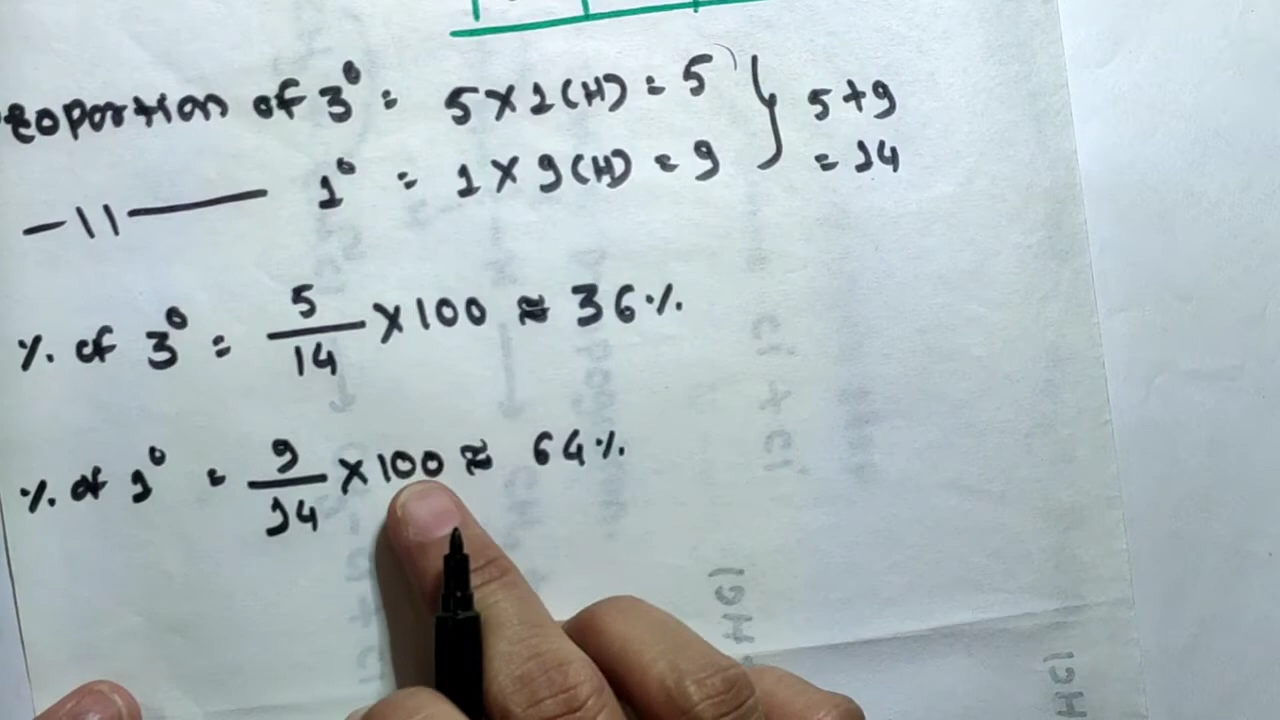 roportion of 3° = 5 X 1 (H) = 5 } 5 + 9
—11—— 1° = 1 X 9 (H) = 9 = 14
% of 3° = 5/14 X 100 ≈ 36%
% of 1° = 9/14 X 100 ≈ 64%